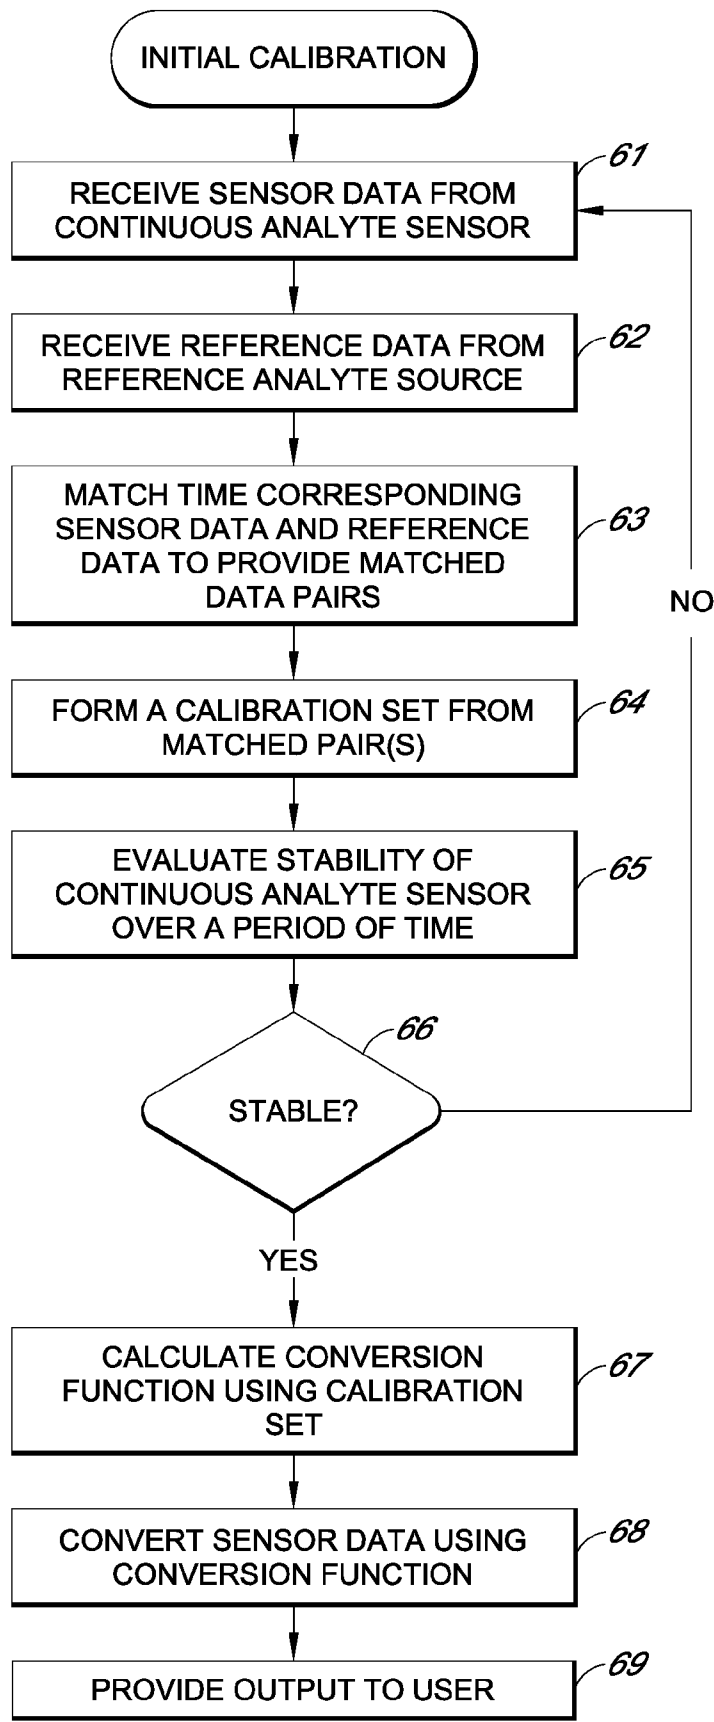 INITIAL CALIBRATION
61
RECEIVE SENSOR DATA FROM
CONTINUOUS ANALYTE SENSOR
62
RECEIVE REFERENCE DATA FROM
REFERENCE ANALYTE SOURCE
63
MATCH TIME CORRESPONDING
SENSOR DATA AND REFERENCE
DATA TO PROVIDE MATCHED
DATA PAIRS
NO
64
FORM A CALIBRATION SET FROM
MATCHED PAIR(S)
65
EVALUATE STABILITY OF
CONTINUOUS ANALYTE SENSOR
OVER A PERIOD OF TIME
66
STABLE?
YES
67
CALCULATE CONVERSION
FUNCTION USING CALIBRATION
SET
68
CONVERT SENSOR DATA USING
CONVERSION FUNCTION
69
PROVIDE OUTPUT TO USER